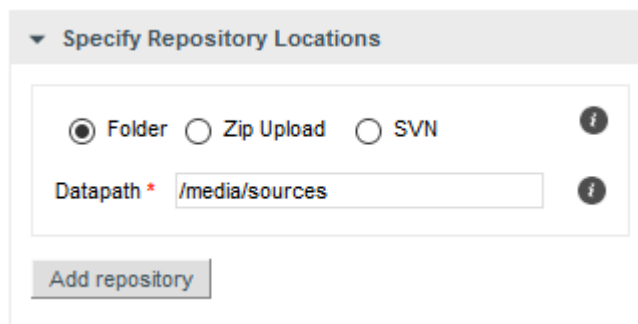 Specify Repository Locations
Folder Zip Upload SVN
Datapath * /media/sources
Add repository